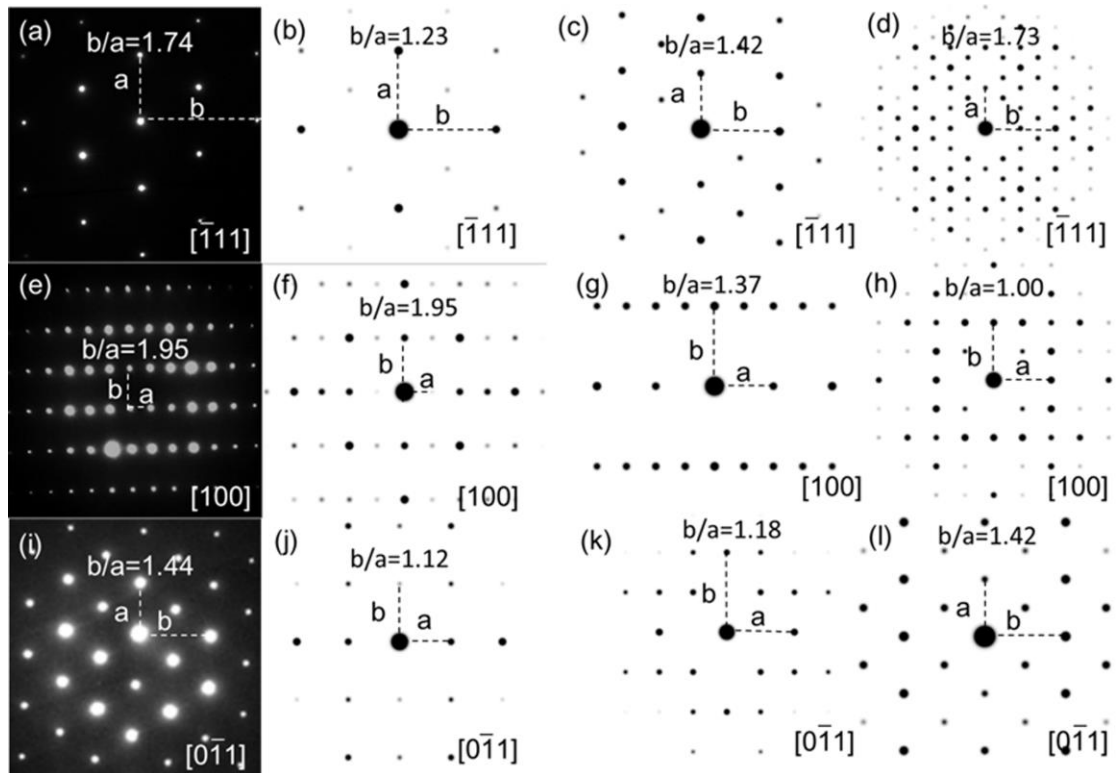 (a)
b/a=1.74
a
b
[1̅11]
(b)
b/a=1.23
a
b
[1̅11]
(c)
b/a=1.42
a
b
[1̅11]
(d)
b/a=1.73
a
b
[1̅11]
(e)
b/a=1.95
b
a
[100]
(f)
b/a=1.95
b
a
[100]
(g)
b/a=1.37
b
a
[100]
(h)
b/a=1.00
b
a
[100]
(i)
b/a=1.44
a
b
[01̅1]
(j)
b/a=1.12
b
a
[01̅1]
(k)
b/a=1.18
b
a
[01̅1]
(l)
b/a=1.42
a
b
[01̅1]